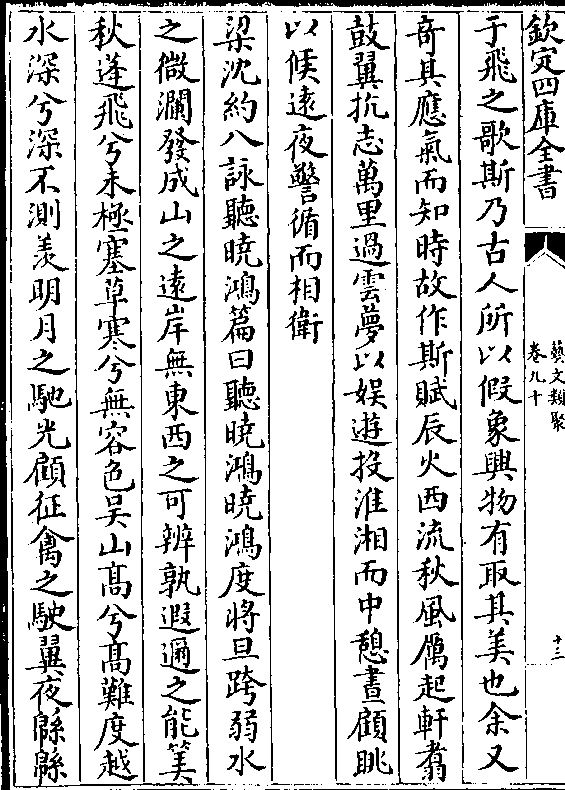 欽定四庫全書
藝文類聚
卷九十
十三
于飛之歌斯乃古人所以假象興物有取其美也余又
竒其應氣而知時故作斯賦辰火西流秋風厲起軒翥
鼓翼抗志萬里過雲夢以娱遊投淮湘而中憩晝顧眺
以候逺夜警循而相衛
梁沈約八詠聽曉鴻篇曰聽曉鴻曉鴻度將旦跨弱水
之微瀾發成山之逺岸無東西之可辨孰遐邇之能筭
秋蓬飛兮未極塞草寒兮無容色吴山髙兮髙難度越
水深兮深不測羡明月之馳光顧征禽之駛翼夜緜緜